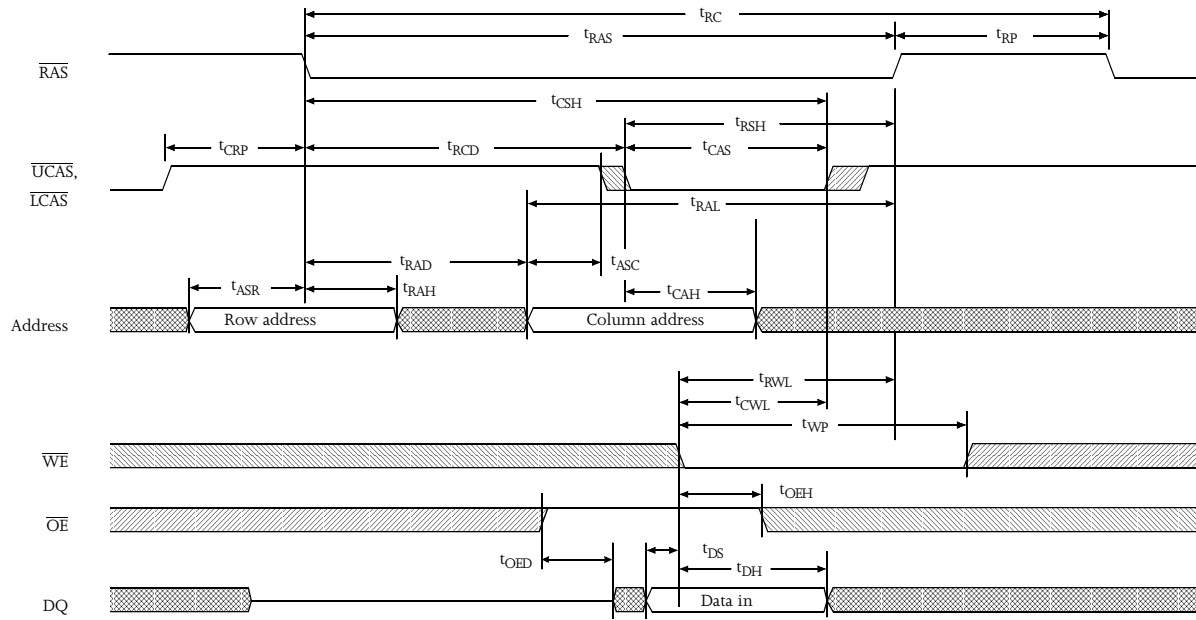 tRC
tRAS
tRP
RAS
tCSH
tRSH
tCRP
tRCD
tCAS
UCAS,
LCAS
tRAL
tRAD
tASC
tASR
tRAH
tCAH
Address
Row address
Column address
tRWL
tCWL
tWP
WE
tOEH
OE
tOED
tDS
tDH
DQ
Data in